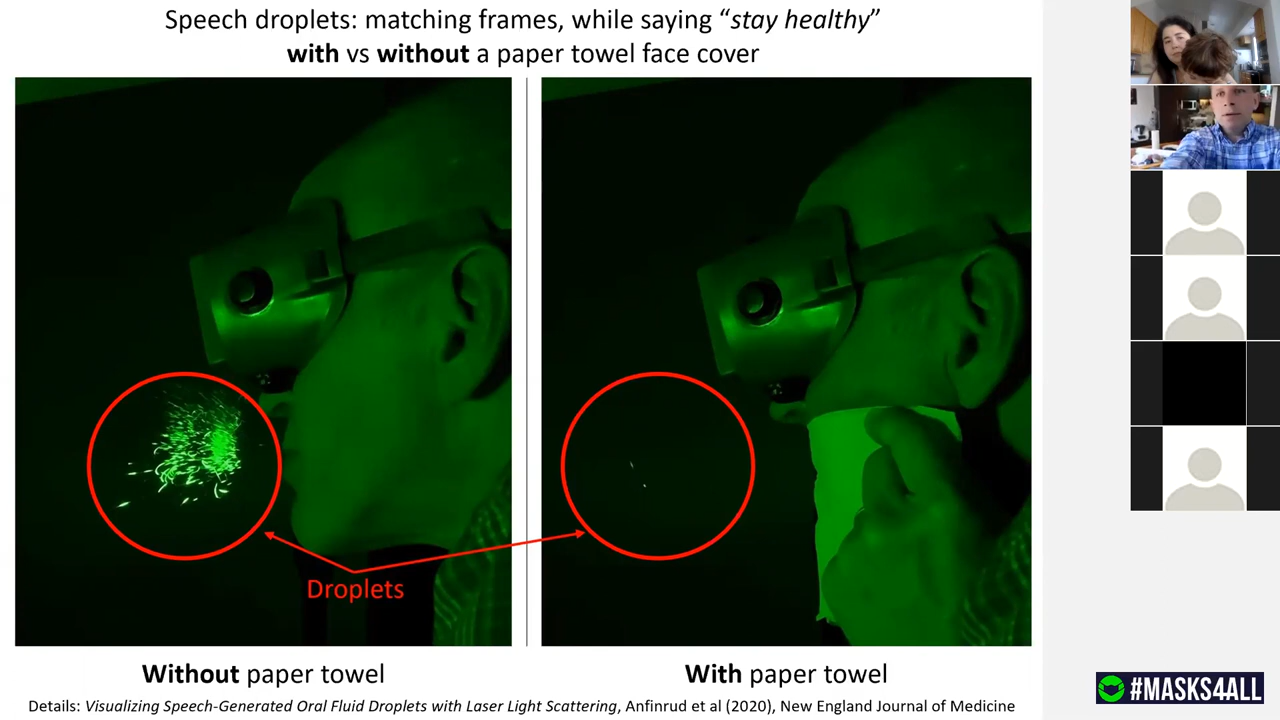 Speech droplets: matching frames, while saying “stay healthy”
with vs without a paper towel face cover
Droplets
Without paper towel
With paper towel
Details: Visualizing Speech-Generated Oral Fluid Droplets with Laser Light Scattering, Anfinrud et al (2020), New England Journal of Medicine
#MASKS4ALL